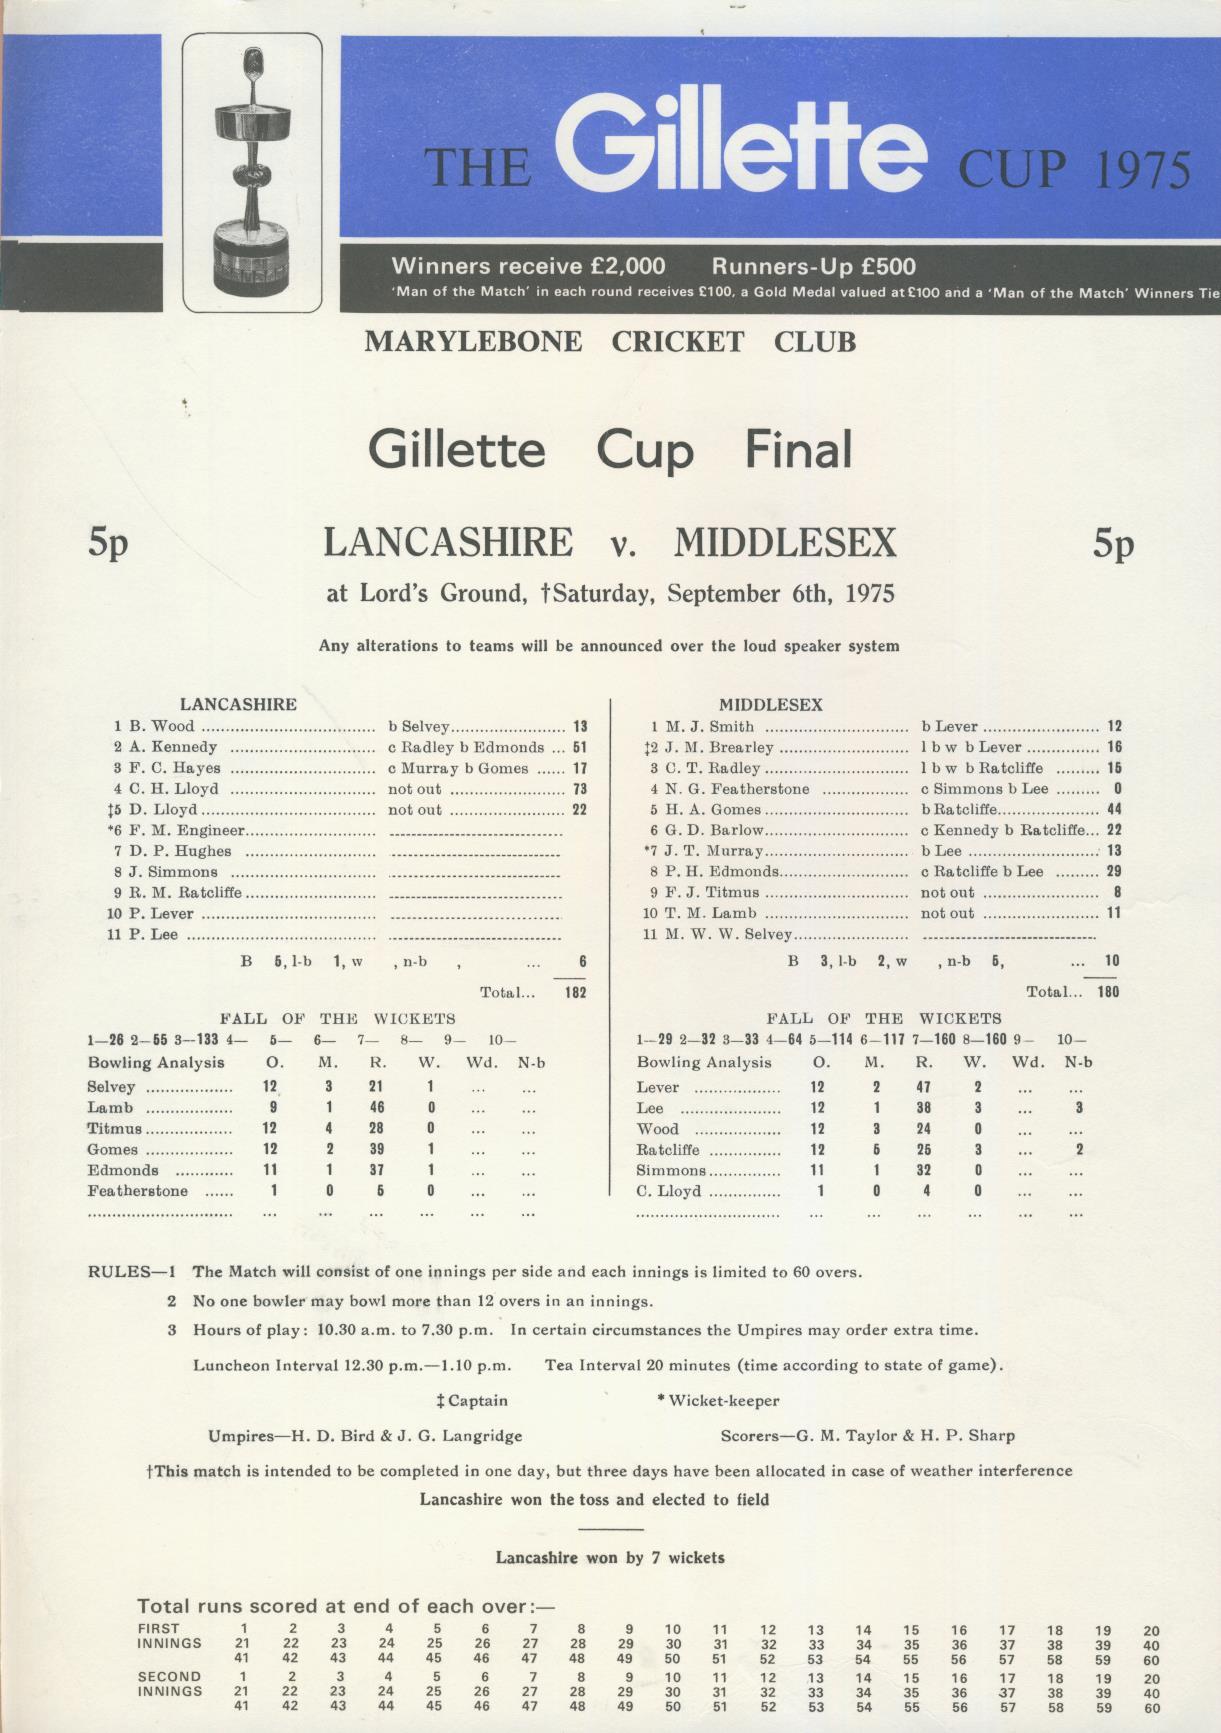 THE Gillette CUP 1975
Winners receive £2,000 Runners-Up £500
'Man of the Match' in each round receives £100, a Gold Medal valued at £100 and a 'Man of the Match' Winners Tie
MARYLEBONE CRICKET CLUB
Gillette Cup Final
5p LANCASHIRE v. MIDDLESEX 5p
at Lord's Ground, †Saturday, September 6th, 1975
Any alterations to teams will be announced over the loud speaker system
LANCASHIRE
1 B. Wood ... b Selvey... 13
2 A. Kennedy ... c Radley b Edmonds ... 51
3 F. C. Hayes ... c Murray b Gomes ... 17
4 C. H. Lloyd ... not out ... 73
‡5 D. Lloyd ... not out ... 22
*6 F. M. Engineer...
7 D. P. Hughes ...
8 J. Simmons ...
9 R. M. Ratcliffe ...
10 P. Lever ...
11 P. Lee ...
B 5, l-b 1, w , n-b , ... 6
Total... 182
FALL OF THE WICKETS
1—26 2—55 3—133 4— 5— 6— 7— 8— 9— 10—
Bowling Analysis O. M. R. W. Wd. N-b
Selvey ... 12 3 21 1 ... ...
Lamb ... 9 1 46 0 ... ...
Titmus ... 12 4 28 0 ... ...
Gomes ... 12 2 39 1 ... ...
Edmonds ... 11 1 37 1 ... ...
Featherstone ... 1 0 5 0 ... ...
MIDDLESEX
1 M. J. Smith ... b Lever ... 12
‡2 J. M. Brearley ... l b w b Lever ... 16
3 C. T. Radley ... l b w b Ratcliffe ... 15
4 N. G. Featherstone ... c Simmons b Lee ... 0
5 H. A. Gomes ... b Ratcliffe... 44
6 G. D. Barlow... c Kennedy b Ratcliffe... 22
*7 J. T. Murray... b Lee ... 13
8 P. H. Edmonds... c Ratcliffe b Lee ... 29
9 F. J. Titmus ... not out ... 8
10 T. M. Lamb ... not out ... 11
11 M. W. W. Selvey...
B 3, l-b 2, w , n-b 5, ... 10
Total... 180
FALL OF THE WICKETS
1—29 2—32 3—33 4—64 5—114 6—117 7—160 8—160 9— 10—
Bowling Analysis O. M. R. W. Wd. N-b
Lever ... 12 2 47 2 ... ...
Lee ... 12 1 38 3 ... 3
Wood ... 12 3 24 0 ... ...
Ratcliffe ... 12 5 25 3 ... 2
Simmons ... 11 1 32 0 ... ...
C. Lloyd ... 1 0 4 0 ... ...
RULES—1 The Match will consist of one innings per side and each innings is limited to 60 overs.
2 No one bowler may bowl more than 12 overs in an innings.
3 Hours of play: 10.30 a.m. to 7.30 p.m. In certain circumstances the Umpires may order extra time.
Luncheon Interval 12.30 p.m.—1.10 p.m. Tea Interval 20 minutes (time according to state of game).
‡ Captain * Wicket-keeper
Umpires—H. D. Bird & J. G. Langridge Scorers—G. M. Taylor & H. P. Sharp
†This match is intended to be completed in one day, but three days have been allocated in case of weather interference
Lancashire won the toss and elected to field
Lancashire won by 7 wickets
Total runs scored at end of each over:—
FIRST 1 2 3 4 5 6 7 8 9 10 11 12 13 14 15 16 17 18 19 20
INNINGS 21 22 23 24 25 26 27 28 29 30 31 32 33 34 35 36 37 38 39 40
41 42 43 44 45 46 47 48 49 50 51 52 53 54 55 56 57 58 59 60
SECOND 1 2 3 4 5 6 7 8 9 10 11 12 13 14 15 16 17 18 19 20
INNINGS 21 22 23 24 25 26 27 28 29 30 31 32 33 34 35 36 37 38 39 40
41 42 43 44 45 46 47 48 49 50 51 52 53 54 55 56 57 58 59 60